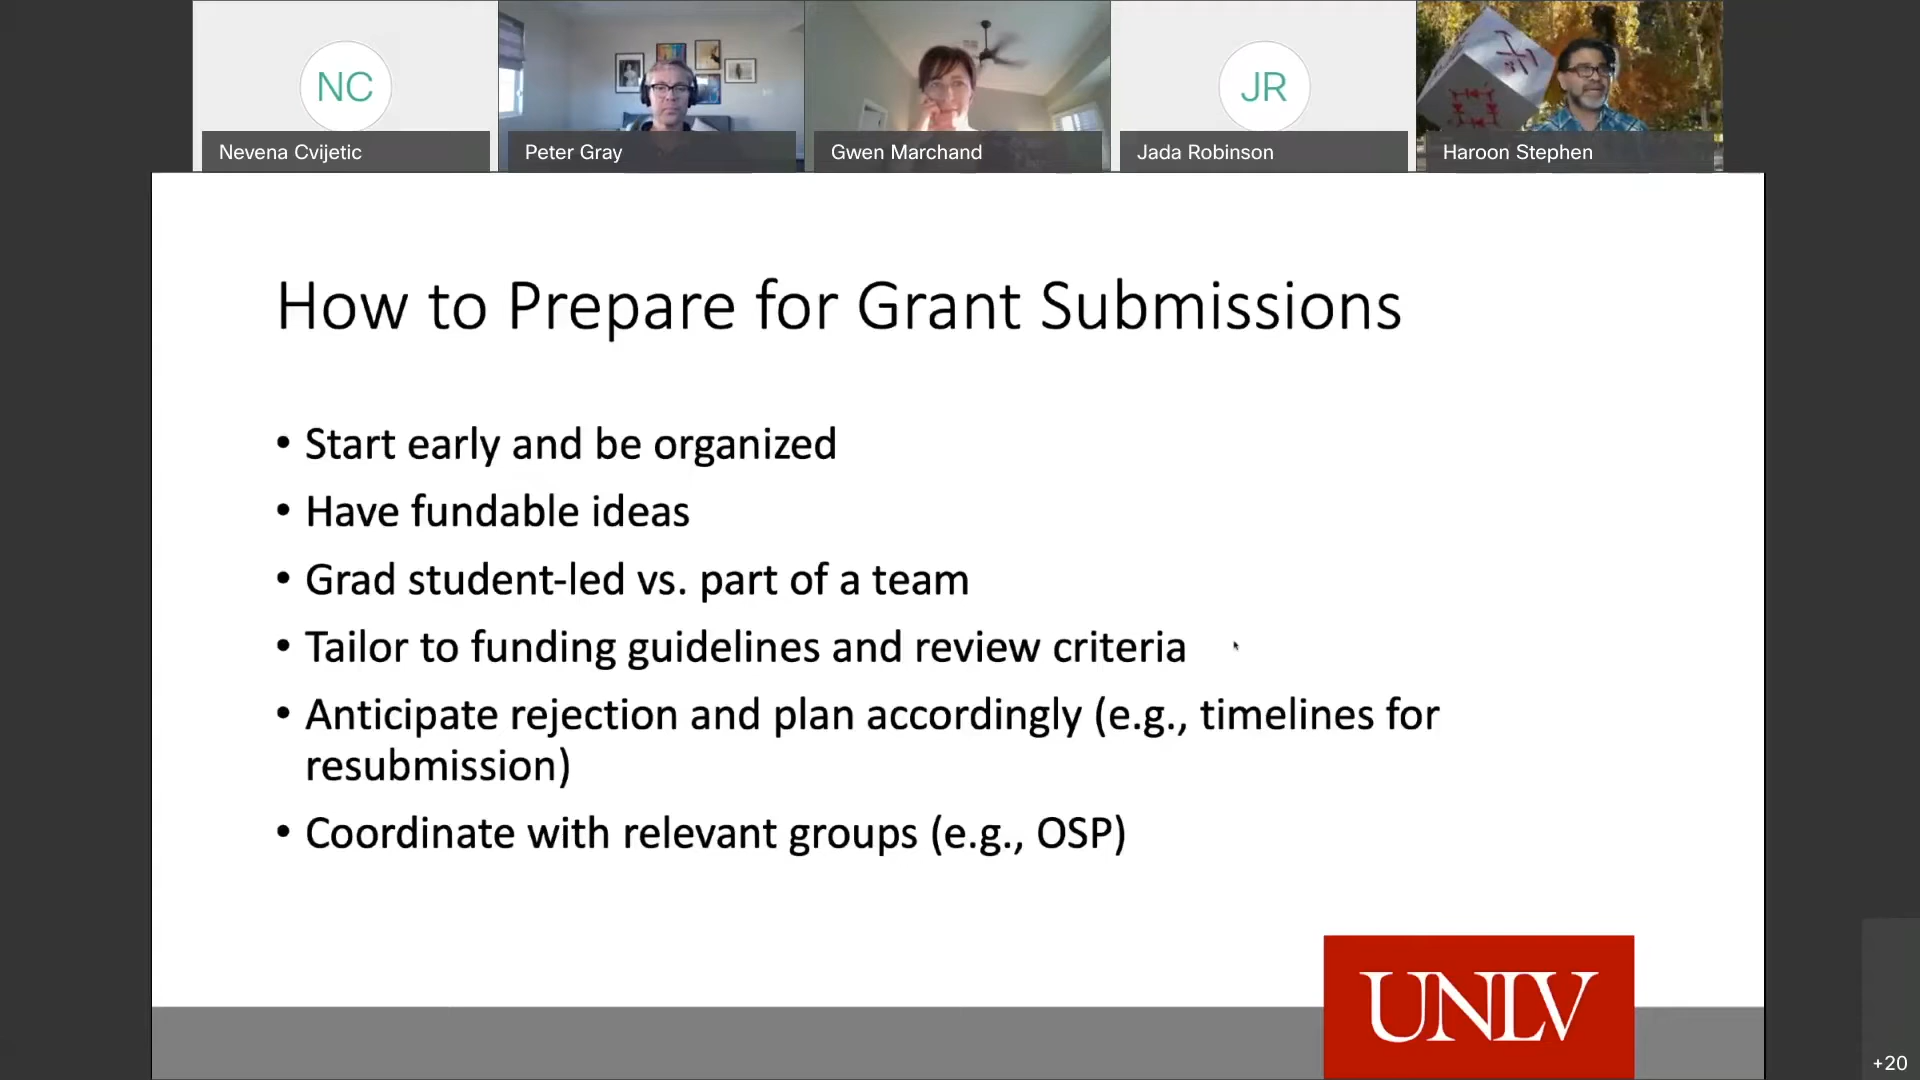 NC
JR
Nevena Cvijetic
Peter Gray
Gwen Marchand
Jada Robinson
Haroon Stephen
How to Prepare for Grant Submissions
• Start early and be organized
• Have fundable ideas
• Grad student-led vs. part of a team
• Tailor to funding guidelines and review criteria
• Anticipate rejection and plan accordingly (e.g., timelines for
resubmission)
• Coordinate with relevant groups (e.g., OSP)
UNLV
+20